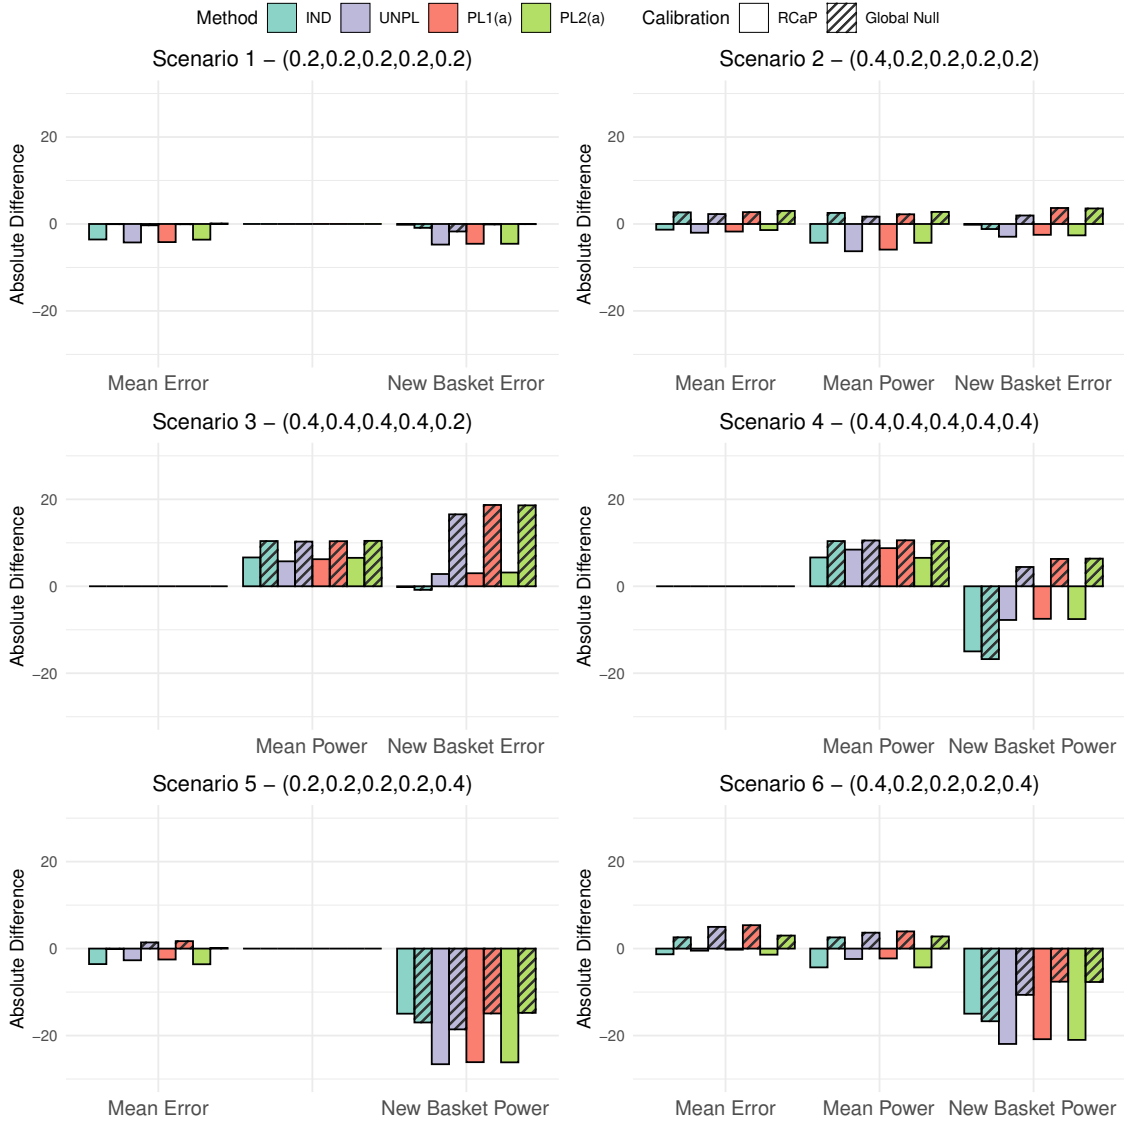 Method IND UNPL PL1(a) PL2(a) Calibration RCaP Global Null
Scenario 1 − (0.2,0.2,0.2,0.2,0.2)
Absolute Difference
20
0
−20
Mean Error New Basket Error
Scenario 2 − (0.4,0.2,0.2,0.2,0.2)
Absolute Difference
20
0
−20
Mean Error Mean Power New Basket Error
Scenario 3 − (0.4,0.4,0.4,0.4,0.2)
Absolute Difference
20
0
−20
Mean Power New Basket Error
Scenario 4 − (0.4,0.4,0.4,0.4,0.4)
Absolute Difference
20
0
−20
Mean Power New Basket Power
Scenario 5 − (0.2,0.2,0.2,0.2,0.4)
Absolute Difference
20
0
−20
Mean Error New Basket Power
Scenario 6 − (0.4,0.2,0.2,0.2,0.4)
Absolute Difference
20
0
−20
Mean Error Mean Power New Basket Power